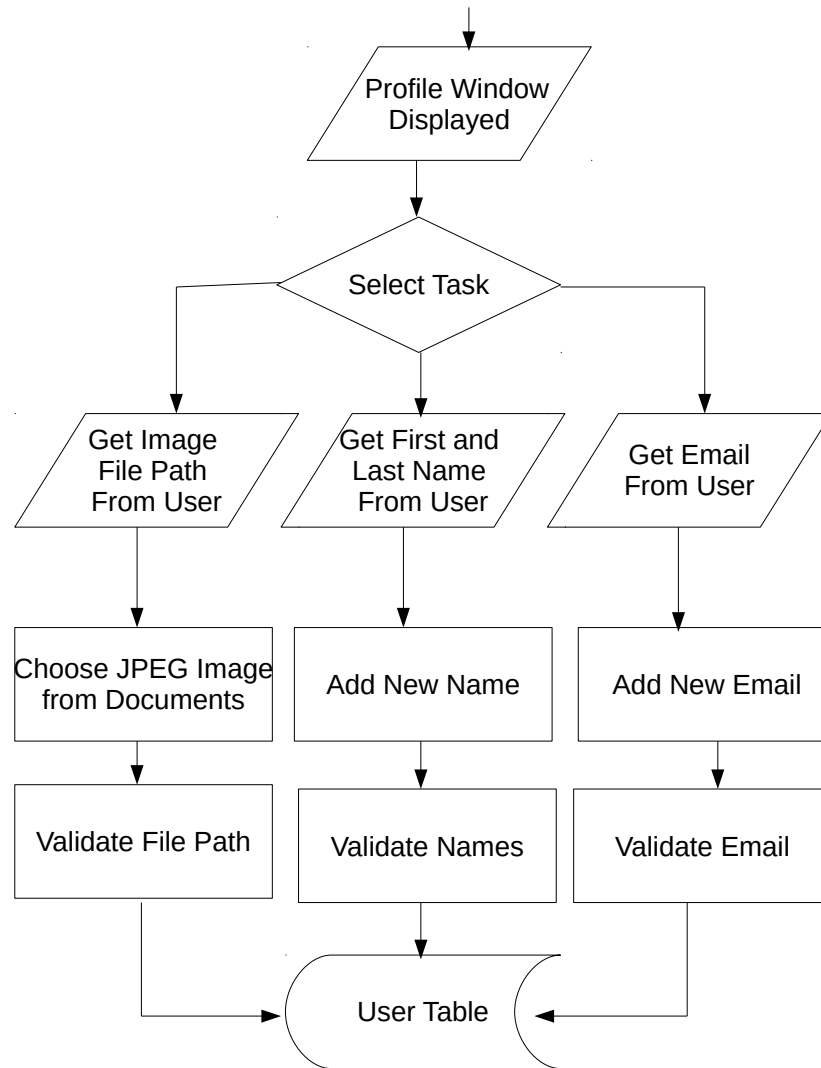 Profile Window
Displayed
Select Task
Get Image
File Path
From User
Get First and
Last Name
From User
Get Email
From User
Choose JPEG Image
from Documents
Add New Name
Add New Email
Validate File Path
Validate Names
Validate Email
User Table